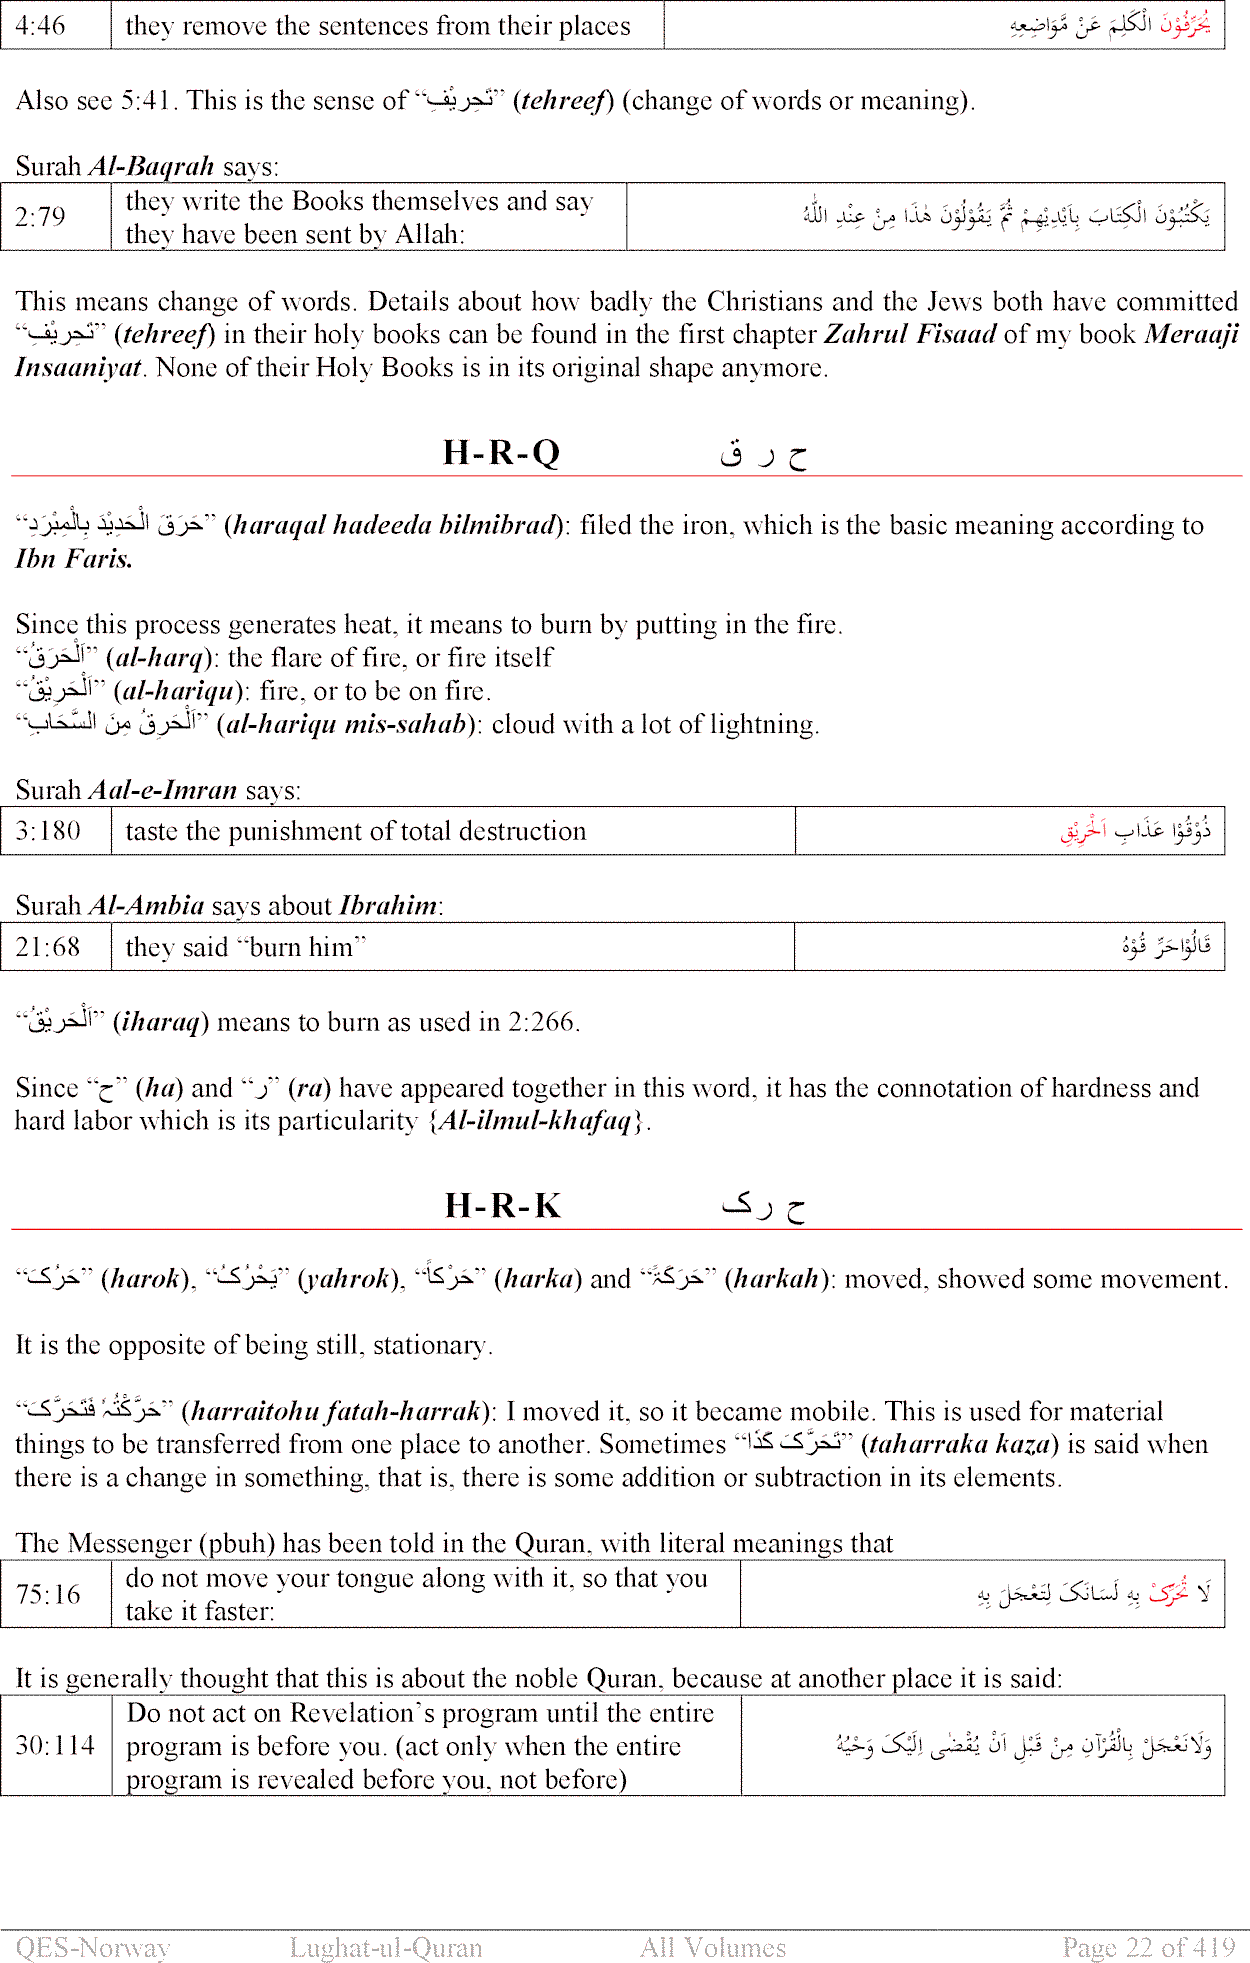 4:46 they remove the sentences from their places يُحَرِّفُوْنَ الْكَلِمَ عَنْ مَّوَاضِعِهِ
Also see 5:41. This is the sense of “تَحْرِيْفِ” (tehreef) (change of words or meaning).
Surah Al-Baqrah says:
2:79 they write the Books themselves and say they have been sent by Allah: يَكْتُبُوْنَ الْكِتَابَ بِاَيْدِيْهِمْ ثُمَّ يَقُوْلُوْنَ هٰذَا مِنْ عِنْدِ اللّٰهُ
This means change of words. Details about how badly the Christians and the Jews both have committed
“تَحْرِيْفِ” (tehreef) in their holy books can be found in the first chapter Zahrul Fisaad of my book Meraaji
Insaaniyat. None of their Holy Books is in its original shape anymore.
H-R-Q ح ر ق
“حَرَقَ الْحَدِيْدَ بِالْمِبْرَدِ” (haraqal hadeeda bilmibrad): filed the iron, which is the basic meaning according to
Ibn Faris.
Since this process generates heat, it means to burn by putting in the fire.
“اَلْحَرَقُ” (al-harq): the flare of fire, or fire itself
“اَلْحَرِيْقُ” (al-hariqu): fire, or to be on fire.
“اَلْحَرِقُ مِنَ السَّحَابِ” (al-hariqu mis-sahab): cloud with a lot of lightning.
Surah Aal-e-Imran says:
3:180 taste the punishment of total destruction ذُوْقُوْا عَذَابِ اَلْحَرِيْقِ
Surah Al-Ambia says about Ibrahim:
21:68 they said “burn him” قَالُوْاحَرِّ قُوْهُ
“اَلْحَرِيْقُ” (iharaq) means to burn as used in 2:266.
Since “ح” (ha) and “ر” (ra) have appeared together in this word, it has the connotation of hardness and
hard labor which is its particularity {Al-ilmul-khafaq}.
H-R-K ح ر ک
“حَرُکَ” (harok), “يَحْرُکُ” (yahrok), “حَرْکاً” (harka) and “حَرَکَۃً” (harkah): moved, showed some movement.
It is the opposite of being still, stationary.
“حَرَّکْتُہٗ فَتَحَرَّکَ” (harraitohu fatah-harrak): I moved it, so it became mobile. This is used for material
things to be transferred from one place to another. Sometimes “تَحَرَّکَ کَذَا” (taharraka kaza) is said when
there is a change in something, that is, there is some addition or subtraction in its elements.
The Messenger (pbuh) has been told in the Quran, with literal meanings that
75:16 do not move your tongue along with it, so that you take it faster: لَا تُحَرِّکْ بِهِ لَسَانَکَ لِتَعْجَلَ بِهِ
It is generally thought that this is about the noble Quran, because at another place it is said:
30:114 Do not act on Revelation’s program until the entire program is before you. (act only when the entire program is revealed before you, not before) وَلَاتَعْجَلْ بِالْقُرْآنِ مِنْ قَبْلِ اَنْ يُقْضٰى اِلَيْکَ وَحْيُهُ
QES-Norway Lughat-ul-Quran All Volumes Page 22 of 419